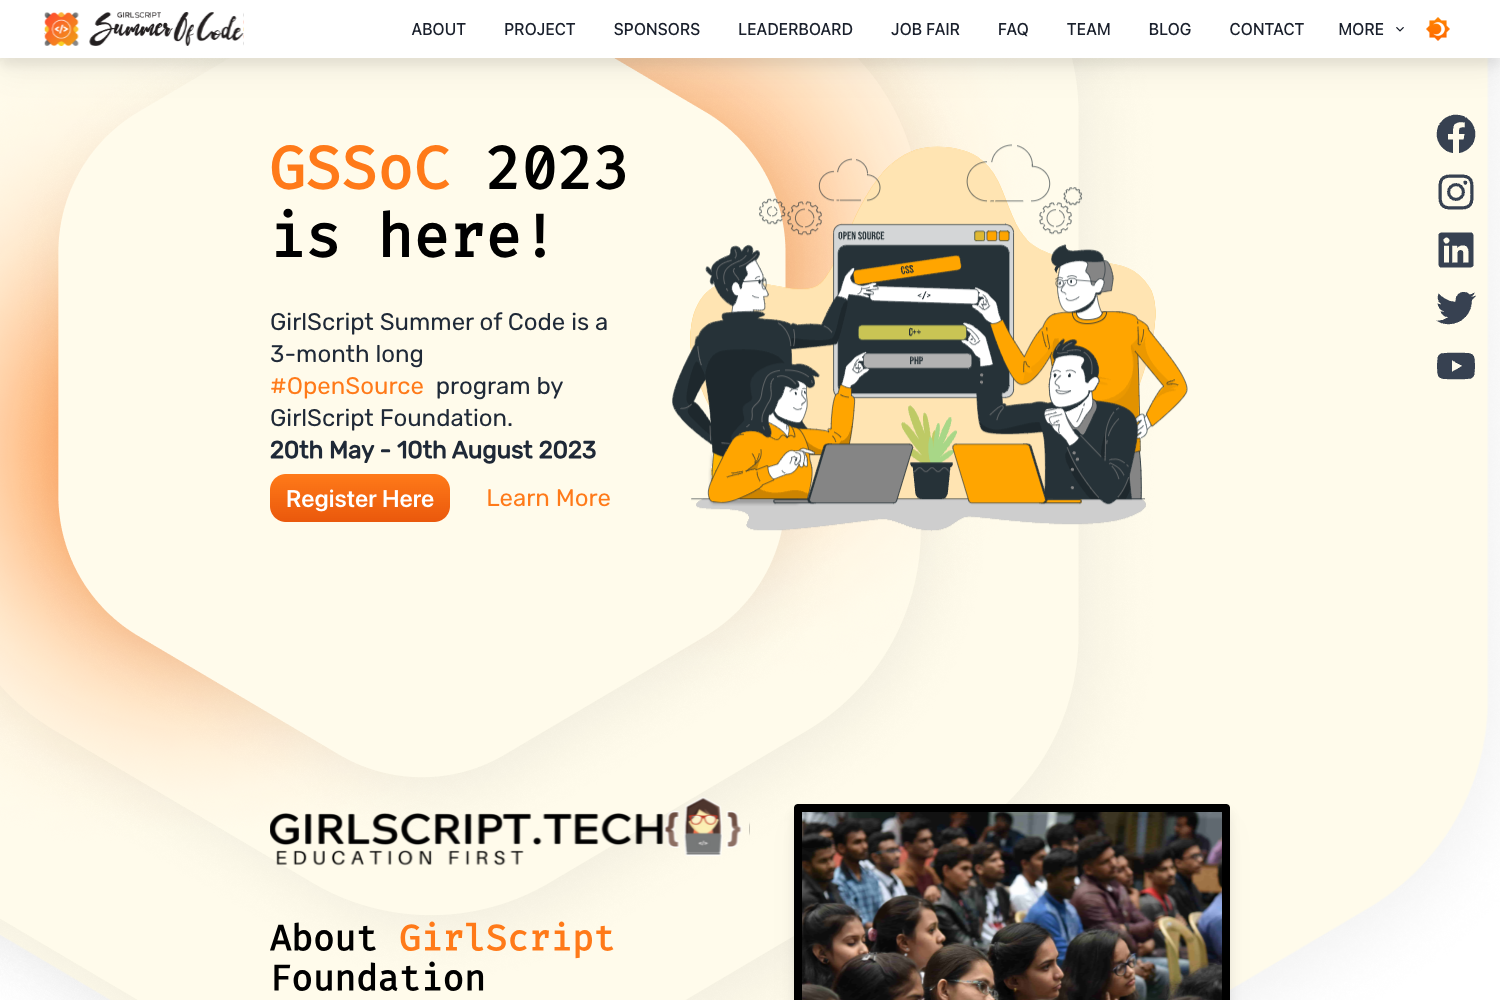 GIRLSCRIPT
Summer Of Code
ABOUT
PROJECT
SPONSORS
LEADERBOARD
JOB FAIR
FAQ
TEAM
BLOG
CONTACT
MORE
GSSoC 2023
is here!
GirlScript Summer of Code is a
3-month long
#OpenSource program by
GirlScript Foundation.
20th May - 10th August 2023
Register Here
Learn More
OPEN SOURCE
CSS
</>
C++
PHP
GIRLSCRIPT.TECH
EDUCATION FIRST
About GirlScript
Foundation